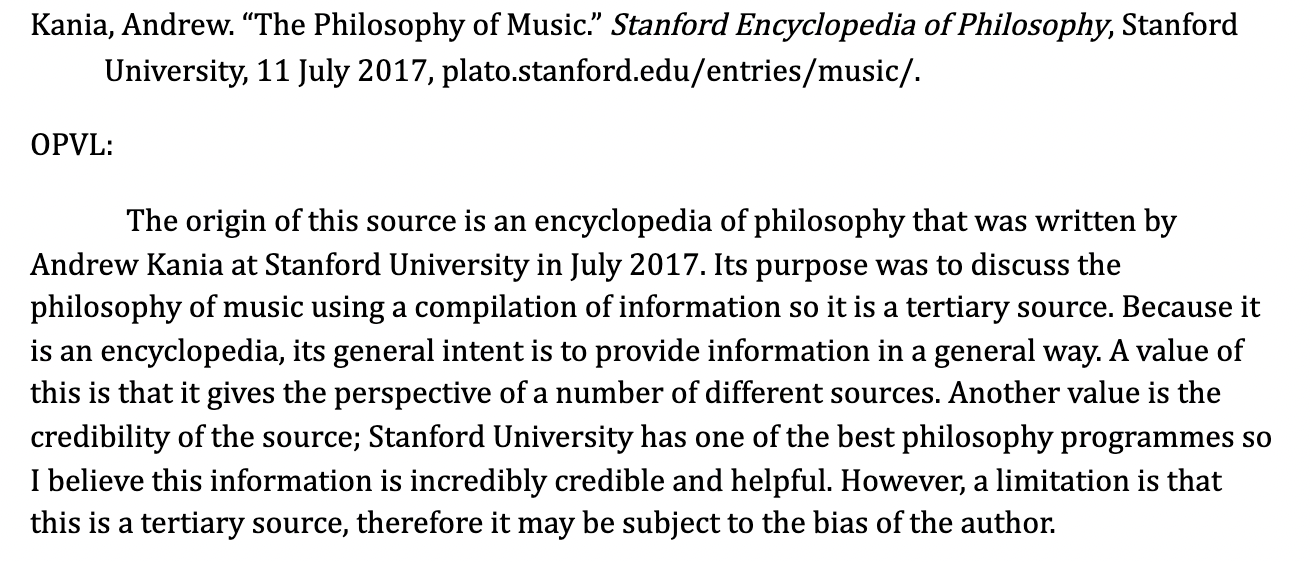 Kania, Andrew. “The Philosophy of Music.” Stanford Encyclopedia of Philosophy, Stanford
University, 11 July 2017, plato.stanford.edu/entries/music/.
OPVL:
The origin of this source is an encyclopedia of philosophy that was written by
Andrew Kania at Stanford University in July 2017. Its purpose was to discuss the
philosophy of music using a compilation of information so it is a tertiary source. Because it
is an encyclopedia, its general intent is to provide information in a general way. A value of
this is that it gives the perspective of a number of different sources. Another value is the
credibility of the source; Stanford University has one of the best philosophy programmes so
I believe this information is incredibly credible and helpful. However, a limitation is that
this is a tertiary source, therefore it may be subject to the bias of the author.